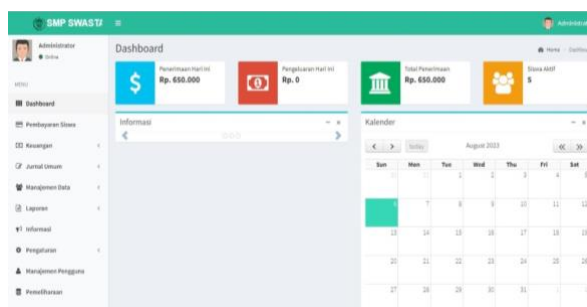 SMP SWASTA
Administrator
Administrator
Online
Dashboard
Home
MENU
Dashboard
Pembayaran Siswa
Keuangan
Jurnal Umum
Manajemen Data
Laporan
Informasi
Pengaturan
Manajemen Pengguna
Pemeliharaan
Penerimaan Hari Ini
Rp. 650.000
Pengeluaran Hari Ini
Rp. 0
Total Penerimaan
Rp. 650.000
Siswa Aktif
5
Informasi
Kalender
today
August 2023
Sun Mon Tue Wed Thu Fri Sat
1 2 3 4 5
6 7 8 9 10 11 12
13 14 15 16 17 18 19
20 21 22 23 24 25 26
27 28 29 30 31